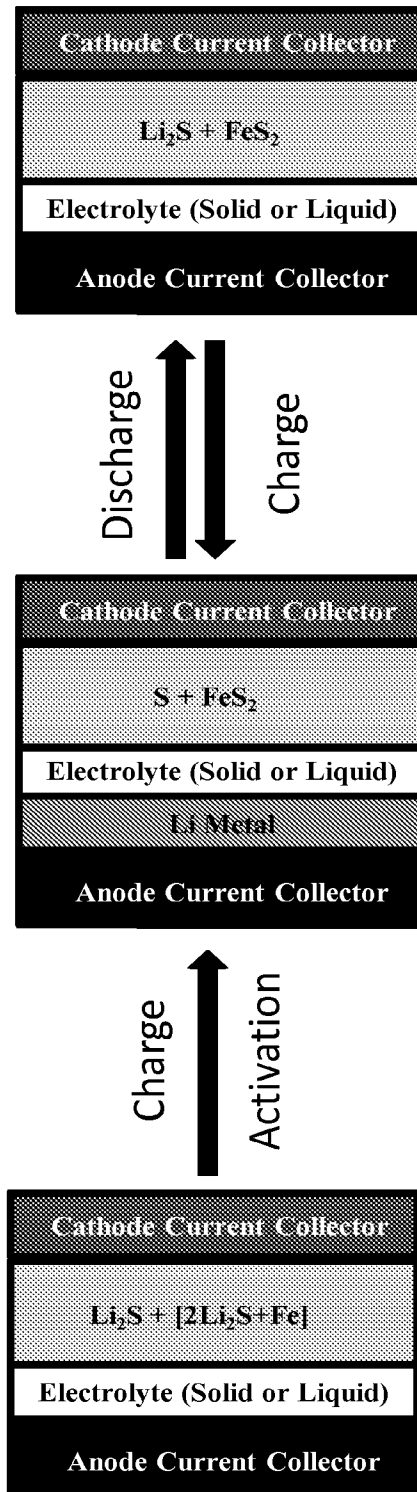 Cathode Current Collector
Li₂S + FeS₂
Electrolyte (Solid or Liquid)
Anode Current Collector
Discharge
Charge
Cathode Current Collector
S + FeS₂
Electrolyte (Solid or Liquid)
Li Metal
Anode Current Collector
Charge
Activation
Cathode Current Collector
Li₂S + [2Li₂S+Fe]
Electrolyte (Solid or Liquid)
Anode Current Collector